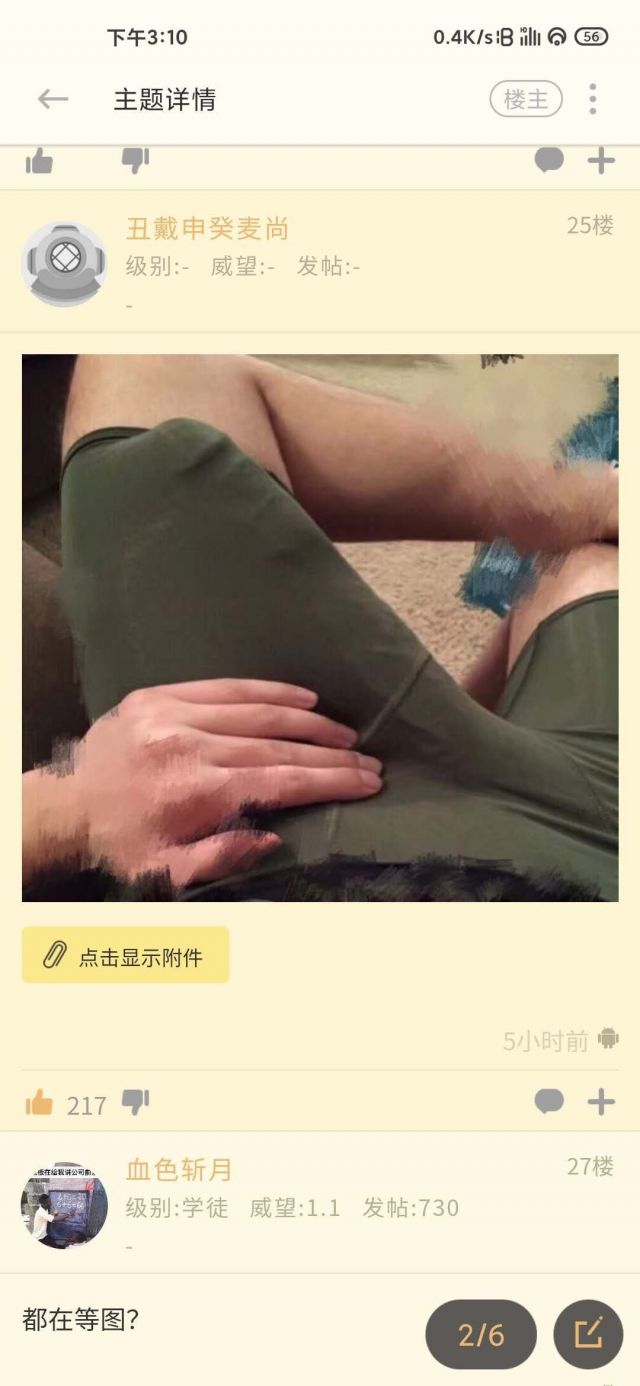 下午3:10
0.4K/s
56
主题详情
楼主
丑戴申癸麦尚
25楼
级别:- 威望:- 发帖:-
-
点击显示附件
5小时前
217
血色斩月
27楼
级别:学徒 威望:1.1 发帖:730
-
都在等图?
2/6